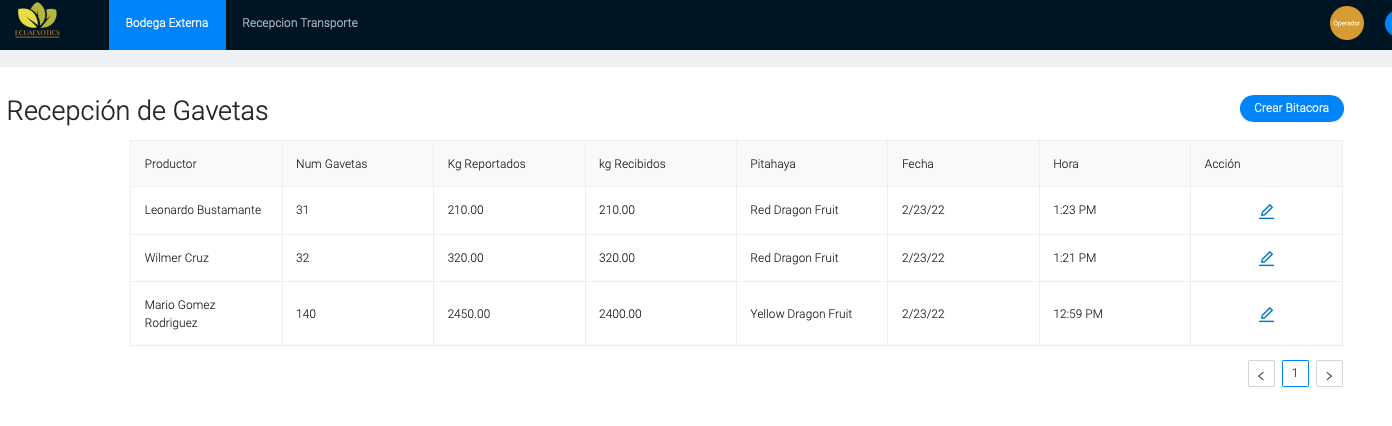 ECUAEXOTICS
Bodega Externa
Recepcion Transporte
Operador
Recepción de Gavetas
Crear Bitacora
Productor Num Gavetas Kg Reportados kg Recibidos Pitahaya Fecha Hora Acción
Leonardo Bustamante 31 210.00 210.00 Red Dragon Fruit 2/23/22 1:23 PM
Wilmer Cruz 32 320.00 320.00 Red Dragon Fruit 2/23/22 1:21 PM
Mario Gomez
Rodriguez 140 2450.00 2400.00 Yellow Dragon Fruit 2/23/22 12:59 PM
< 1 >